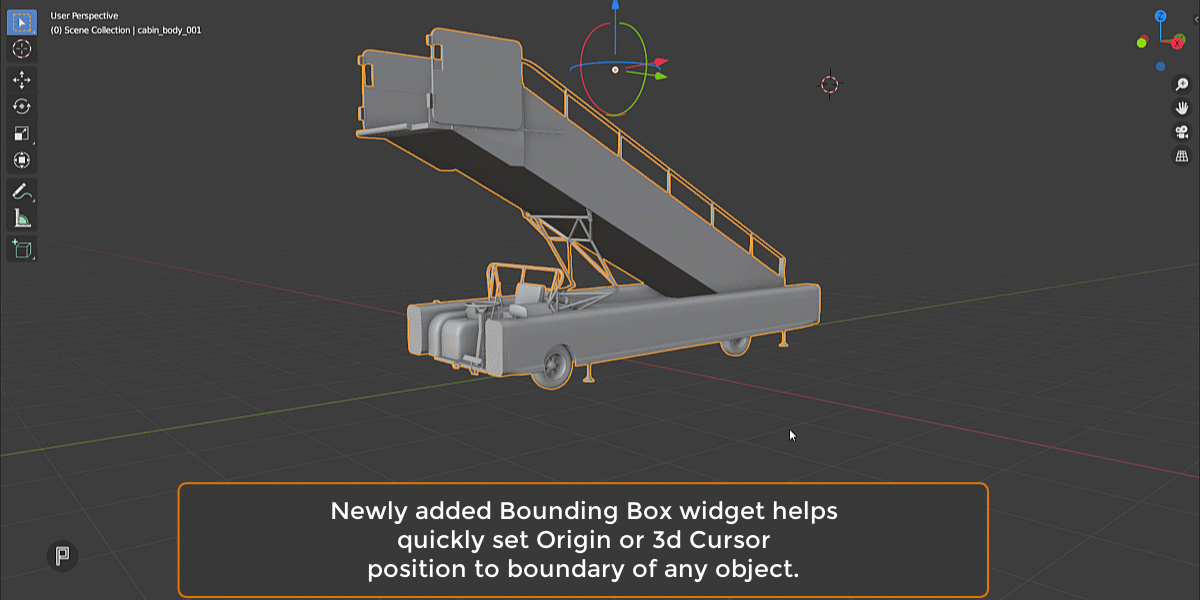 User Perspective
(0) Scene Collection | cabin_body_001
Z
X
Newly added Bounding Box widget helps
quickly set Origin or 3d Cursor
position to boundary of any object.
P